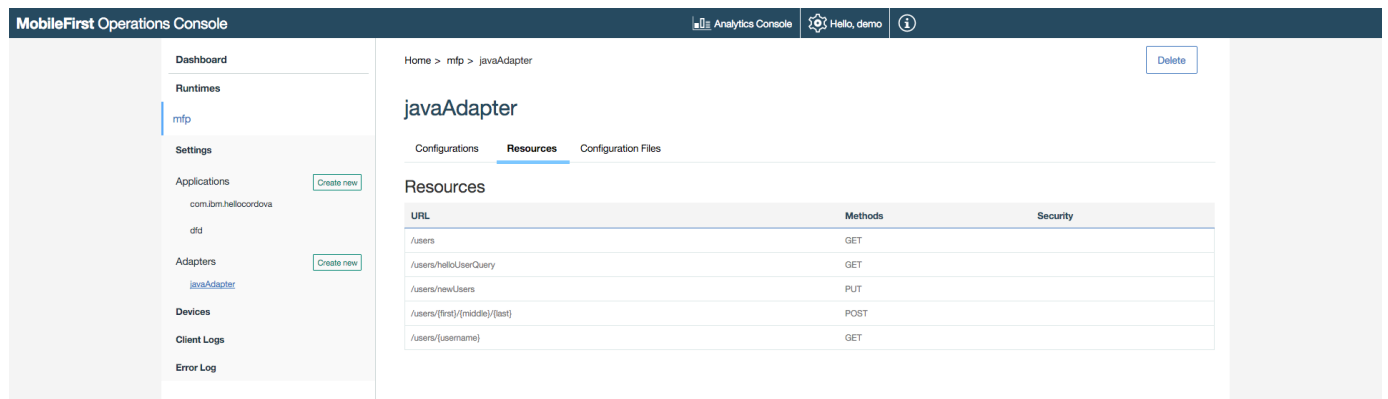 MobileFirst Operations Console
Analytics Console
Hello, demo
Dashboard
Runtimes
mfp
Settings
Applications
Create new
com.ibm.hellocordova
dfd
Adapters
Create new
javaAdapter
Devices
Client Logs
Error Log
Home > mfp > javaAdapter
Delete
javaAdapter
Configurations Resources Configuration Files
Resources
URL Methods Security
/users GET
/users/helloUserQuery GET
/users/newUsers PUT
/users/{first}/{middle}/{last} POST
/users/{username} GET